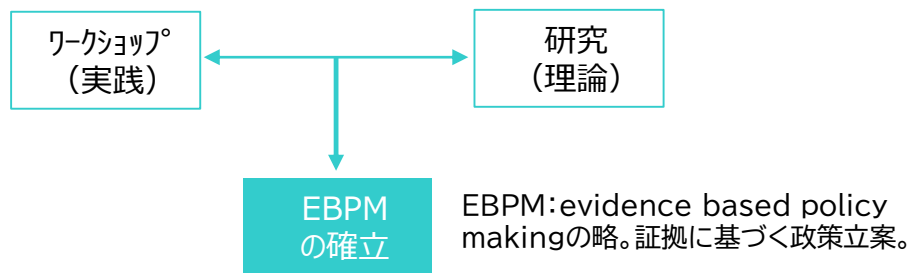 ﾜｰｸｼｮｯﾌﾟ
（実践）
研究
（理論）
EBPM
の確立
EBPM：evidence based policy
makingの略。証拠に基づく政策立案。